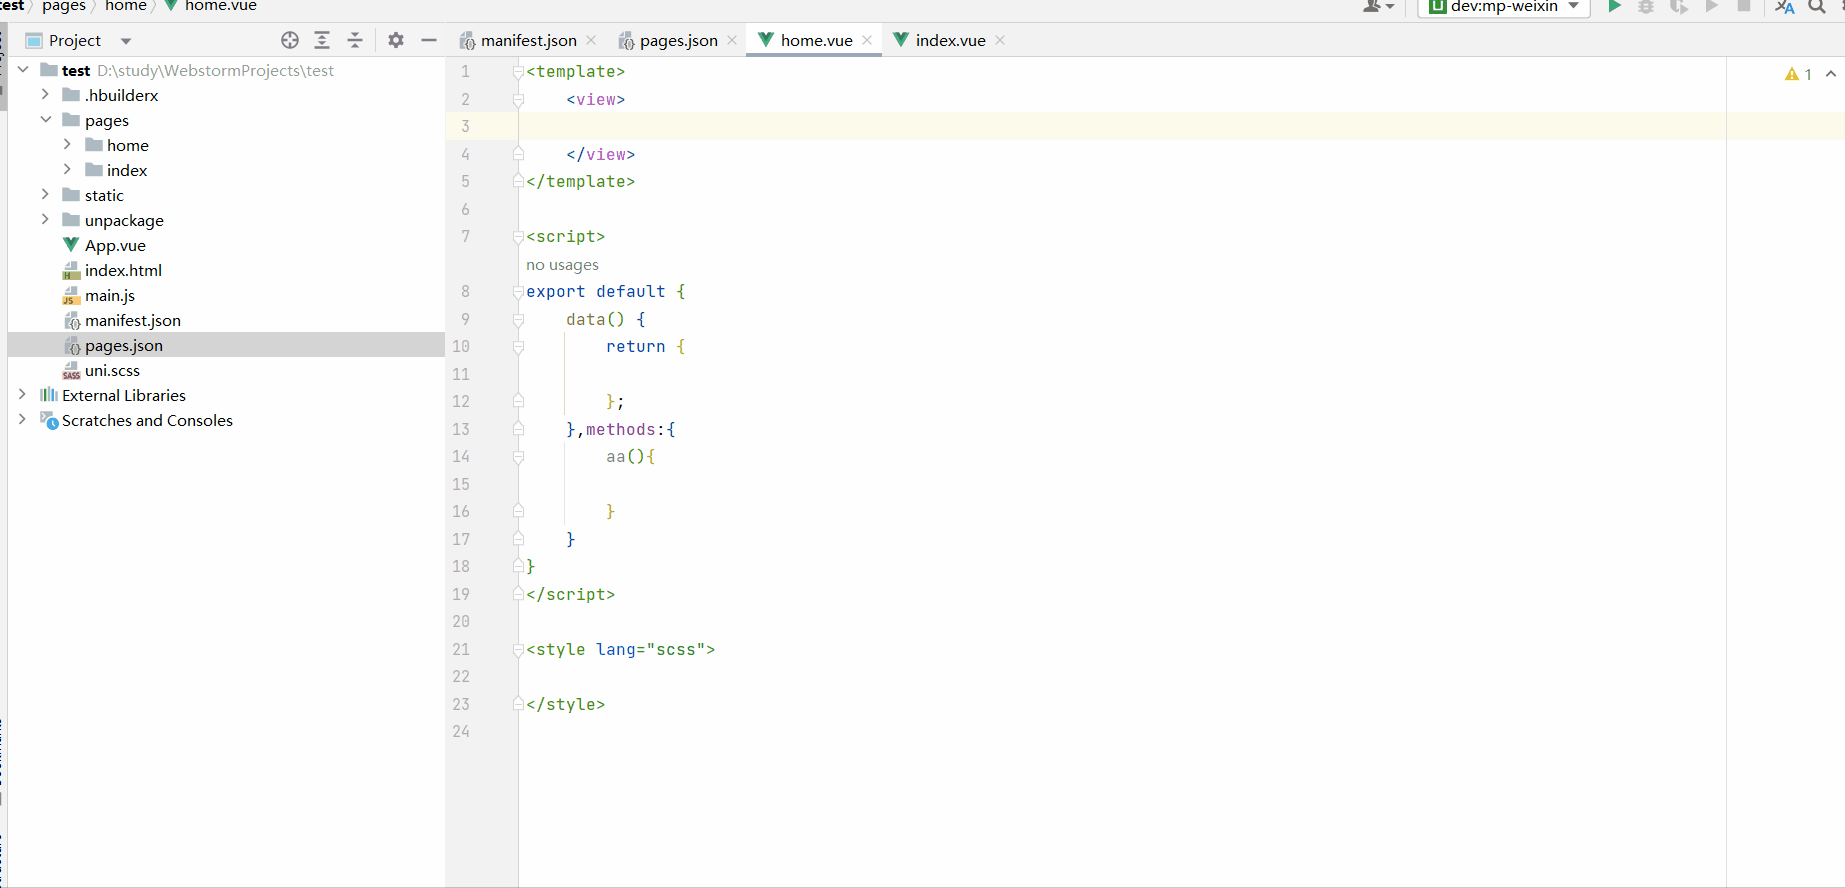 test pages home home.vue
dev:mp-weixin
Project
manifest.json pages.json home.vue index.vue
test D:\study\WebstormProjects\test
.hbuilderx
pages
home
index
static
unpackage
App.vue
index.html
main.js
manifest.json
pages.json
uni.scss
External Libraries
Scratches and Consoles
1 <template>
2 <view>
3
4 </view>
5 </template>
6
7 <script>
no usages
8 export default {
9 data() {
10 return {
11
12 };
13 },methods:{
14 aa(){
15
16 }
17 }
18 }
19 </script>
20
21 <style lang="scss">
22
23 </style>
24
1